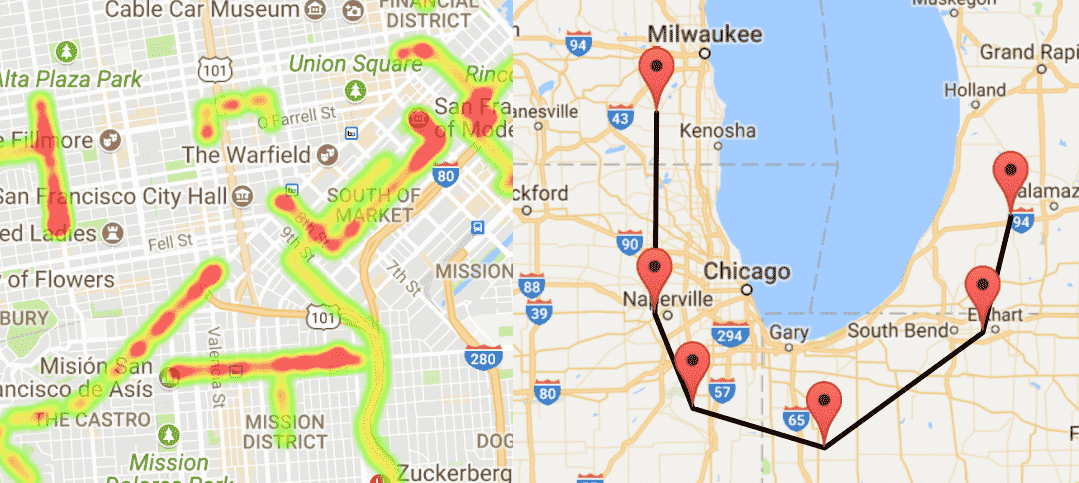 Cable Car Museum
FINANCIAL
DISTRICT
101
Alta Plaza Park
Union Square
O Farrell St
San Fra
of Mode
e Fillmore
The Warfield
80
San Francisco City Hall
SOUTH OF
MARKET
8th St
9th St
ed Ladies
Fell St
7th St
MISSION
y of Flowers
BURY
101
Valencia St
280
Misión San
ancisco de Asís
THE CASTRO
MISSION
DISTRICT
DOG
Mission
Dolores Park
Zuckerberg
Muskegon
94
Milwaukee
Grand Rapi
Holland
anesville
43
Kenosha
alamaz
ckford
94
90
Chicago
88
Naperville
39
294
Gary
South Bend
Elkhart
57
80
65